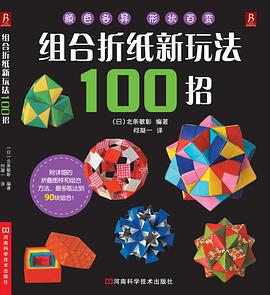 颜色各异 形状百变
组合折纸新玩法
100招
(日)北条敏彰 编著
何凝一 译
附详细的
折叠图样和组合
方法,最多能达到
90块组合!
河南科学技术出版社
组合折纸新玩法100招
(日)北条敏彰 编著
何凝一 译
河南科学技术出版社